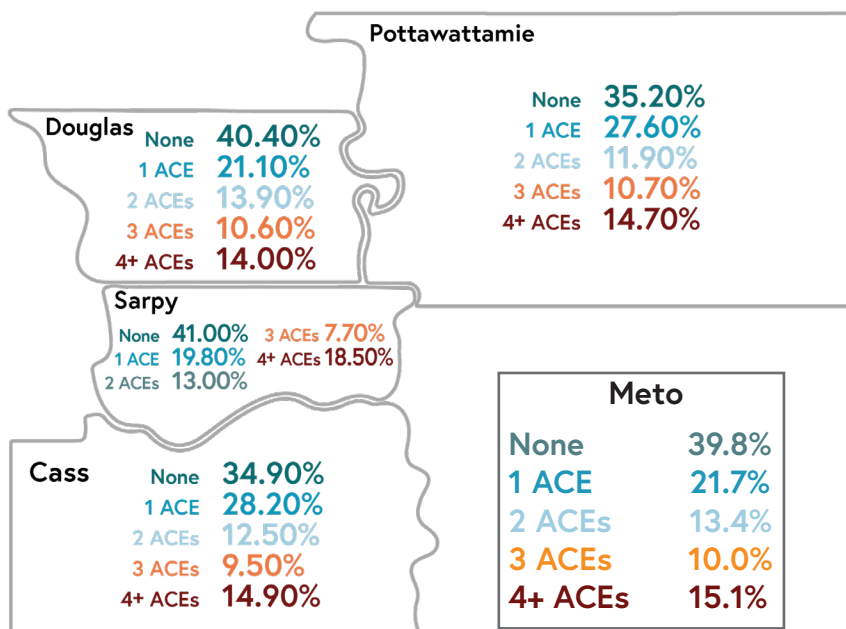 Pottawattamie
None 35.20%
1 ACE 27.60%
2 ACEs 11.90%
3 ACEs 10.70%
4+ ACEs 14.70%
Douglas
None 40.40%
1 ACE 21.10%
2 ACEs 13.90%
3 ACEs 10.60%
4+ ACEs 14.00%
Sarpy
None 41.00% 3 ACEs 7.70%
1 ACE 19.80% 4+ ACEs 18.50%
2 ACEs 13.00%
Cass
None 34.90%
1 ACE 28.20%
2 ACEs 12.50%
3 ACEs 9.50%
4+ ACEs 14.90%
Meto
None 39.8%
1 ACE 21.7%
2 ACEs 13.4%
3 ACEs 10.0%
4+ ACEs 15.1%